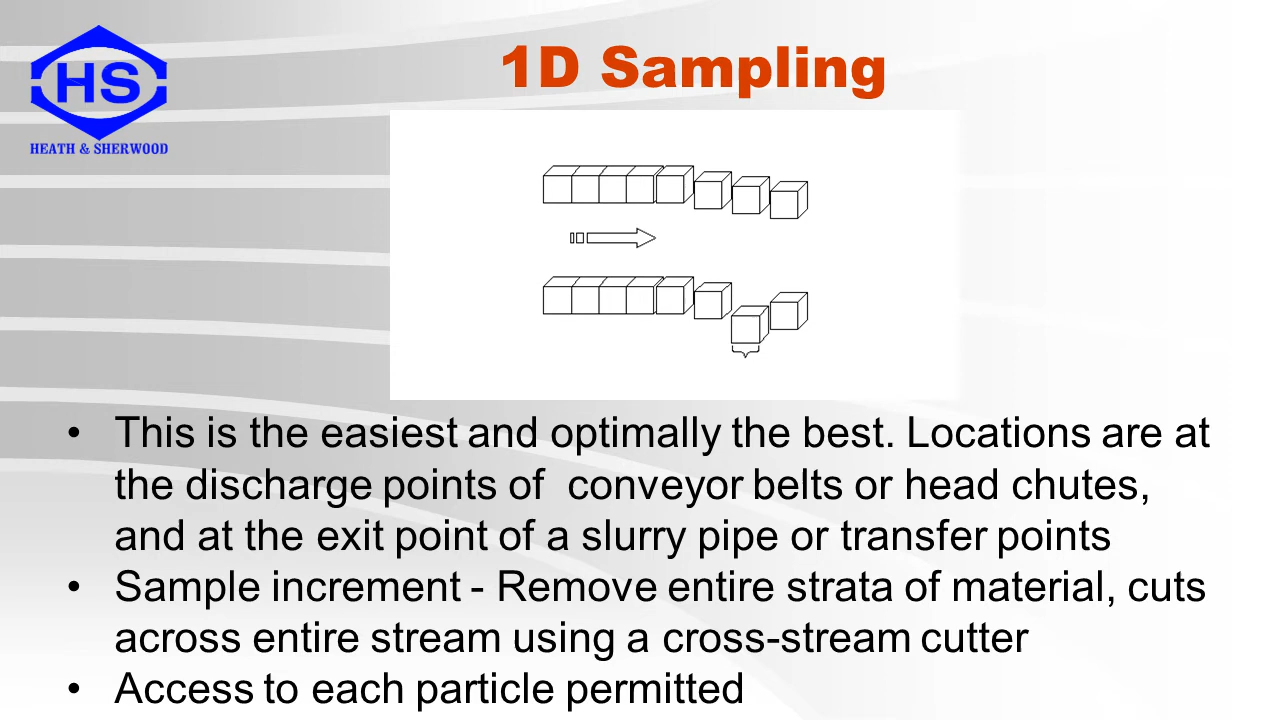 HS
HEATH & SHERWOOD
1D Sampling
• This is the easiest and optimally the best. Locations are at
the discharge points of  conveyor belts or head chutes,
and at the exit point of a slurry pipe or transfer points
• Sample increment - Remove entire strata of material, cuts
across entire stream using a cross-stream cutter
• Access to each particle permitted